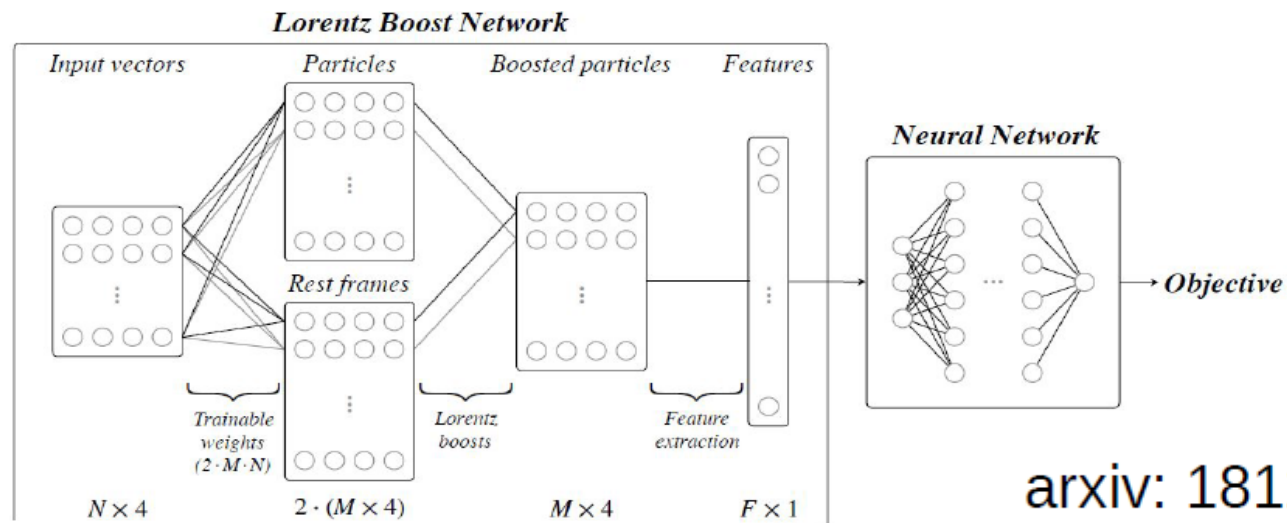 Lorentz Boost Network
Input vectors
Particles
Boosted particles
Features
Rest frames
Neural Network
Objective
Trainable
weights
(2 · M · N)
Lorentz
boosts
Feature
extraction
N × 4
2 · (M × 4)
M × 4
F × 1
arxiv: 181